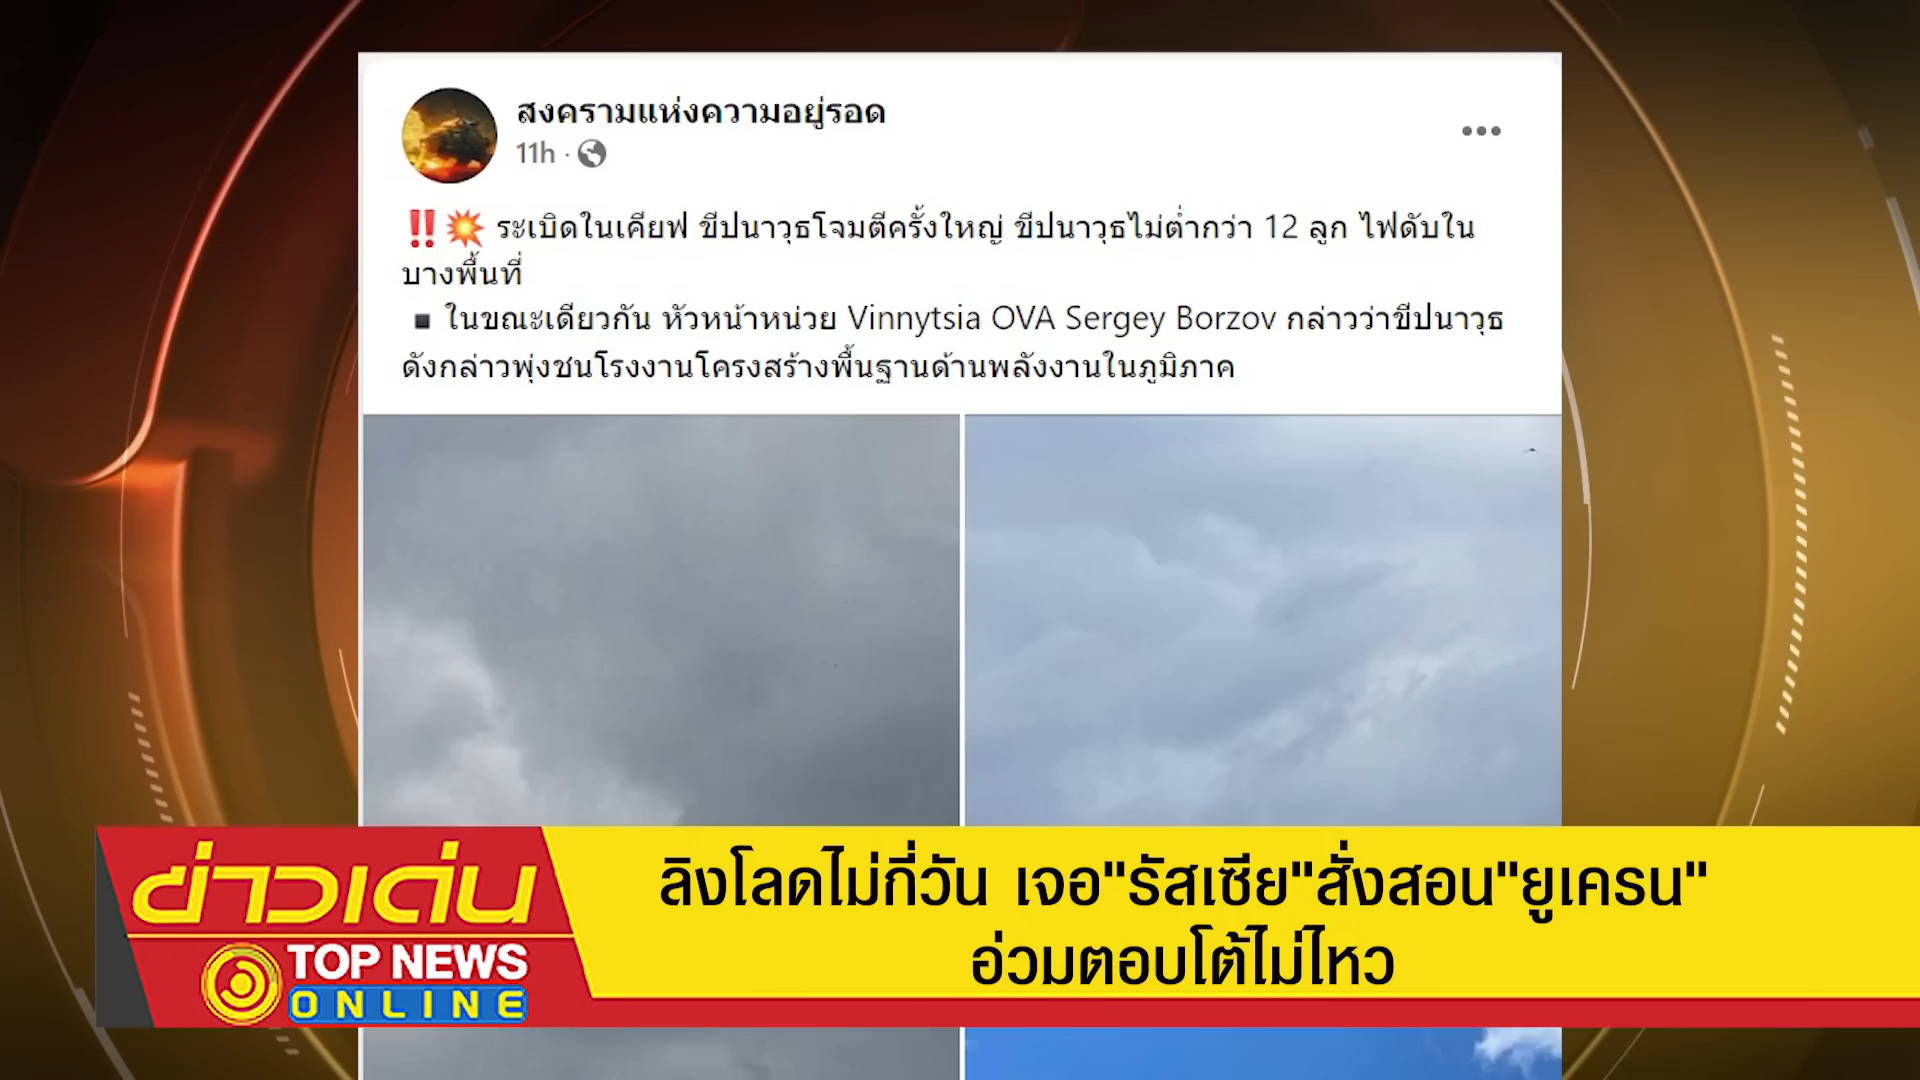 สงครามแห่งความอยู่รอด
11h ·
‼️💥 ระเบิดในเคียฟ ขีปนาวุธโจมตีครั้งใหญ่ ขีปนาวุธไม่ต่ำกว่า 12 ลูก ไฟดับใน
บางพื้นที่
▪️ ในขณะเดียวกัน หัวหน้าหน่วย Vinnytsia OVA Sergey Borzov กล่าวว่าขีปนาวุธ
ดังกล่าวพุ่งชนโรงงานโครงสร้างพื้นฐานด้านพลังงานในภูมิภาค
ข่าวเด่น
TOP NEWS
ONLINE
ลิงโลดไม่กี่วัน เจอ"รัสเซีย"สั่งสอน"ยูเครน"
อ่วมตอบโต้ไม่ไหว